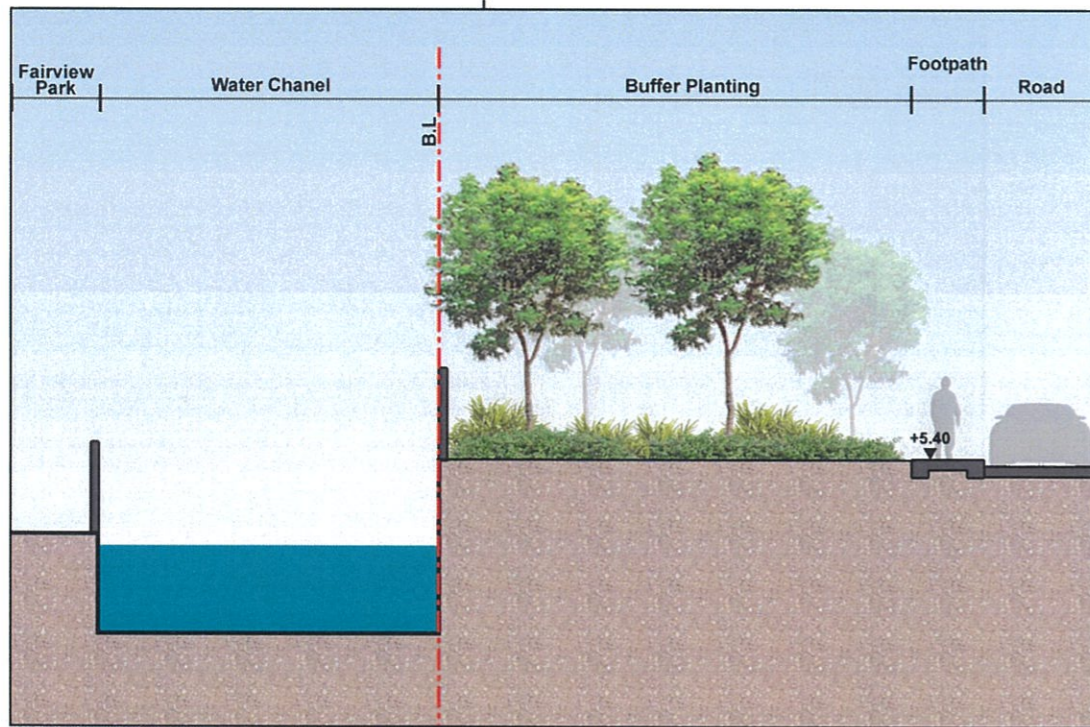 Fairview
Park
Water Chanel
Buffer Planting
Footpath
Road
B.L
+5.40